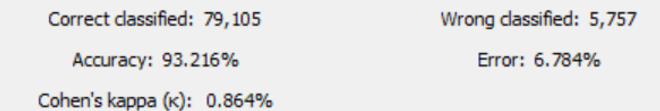 Correct classified: 79,105 Wrong classified: 5,757
Accuracy: 93.216% Error: 6.784%
Cohen's kappa (κ): 0.864%